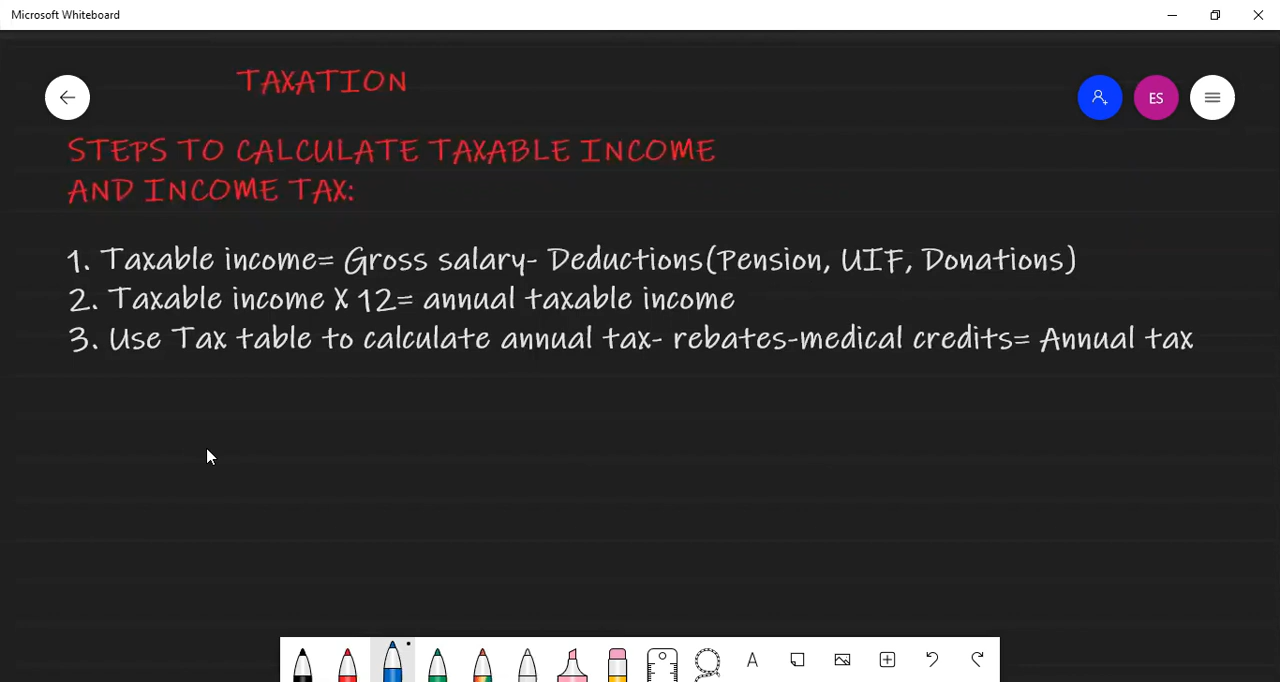 Microsoft Whiteboard
TAXATION
ES
STEPS TO CALCULATE TAXABLE INCOME
AND INCOME TAX:
1. Taxable income= Gross salary- Deductions(Pension, UIF, Donations)
2. Taxable income X 12= annual taxable income
3. Use Tax table to calculate annual tax- rebates-medical credits= Annual tax
A